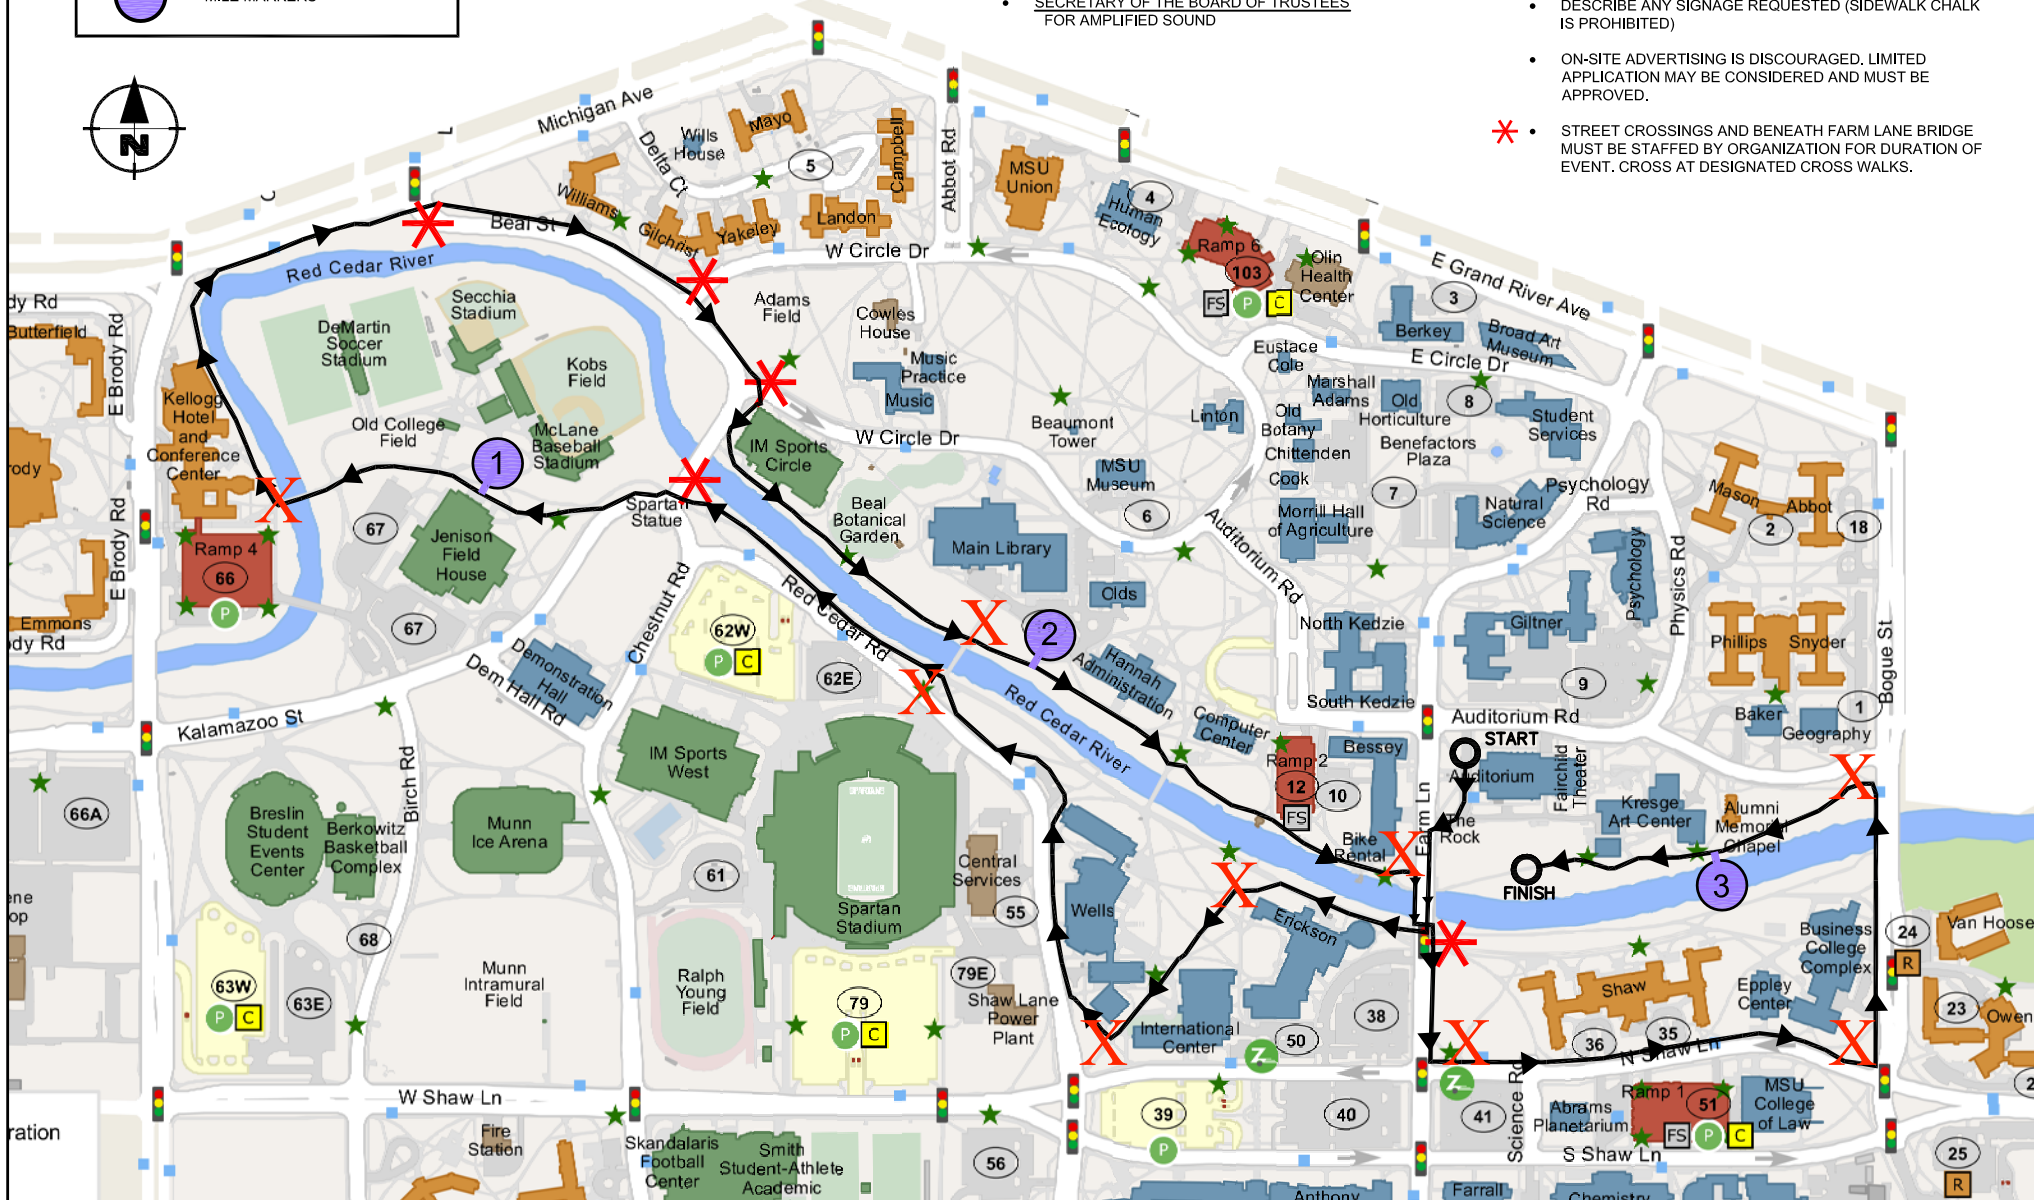 MILE MARKERS
SECRETARY OF THE BOARD OF TRUSTEES
FOR AMPLIFIED SOUND
DESCRIBE ANY SIGNAGE REQUESTED (SIDEWALK CHALK
IS PROHIBITED)
ON-SITE ADVERTISING IS DISCOURAGED. LIMITED
APPLICATION MAY BE CONSIDERED AND MUST BE
APPROVED.
STREET CROSSINGS AND BENEATH FARM LANE BRIDGE
MUST BE STAFFED BY ORGANIZATION FOR DURATION OF
EVENT. CROSS AT DESIGNATED CROSS WALKS.
N
Michigan Ave
Delta Ct
Wills
House
Mayo
5
Campbell
Abbot Rd
MSU
Union
4
Human
Ecology
Williams
Gilchrist
Yakeley
Landon
Beal St
W Circle Dr
Ramp 6
103
FS
P
C
Olin
Health
Center
E Grand River Ave
3
Berkey
Broad Art
Museum
E Circle Dr
Red Cedar River
Secchia
Stadium
DeMartin
Soccer
Stadium
Kobs
Field
Adams
Field
Cowles
House
Music
Practice
Music
W Circle Dr
Beaumont
Tower
Eustace
Cole
Marshall
Adams
Old
Horticulture
8
Student
Services
Linton
Old
Botany
Benefactors
Plaza
Chittenden
Cook
7
Morrill Hall
of Agriculture
Natural
Science
Psychology
Rd
Psychology
Physics Rd
Mason
Abbot
2
18
dy Rd
Butterfield
E Brody Rd
rody
Kellogg
Hotel
and
Conference
Center
Old College
Field
McLane
Baseball
Stadium
1
IM Sports
Circle
Spartan
Statue
Beal
Botanical
Garden
Main Library
MSU
Museum
6
Auditorium Rd
Olds
67
Jenison
Field
House
67
Ramp 4
66
P
E Brody Rd
Emmons
dy Rd
Kalamazoo St
Dem Hall Rd
Demonstration
Hall
Chestnut Rd
62W
P
C
62E
Red Cedar Rd
2
Hannah
Administration
Red Cedar River
Computer
Center
North Kedzie
South Kedzie
Giltner
9
Phillips
Snyder
Baker
1
Geography
Bogue St
Auditorium Rd
START
Auditorium
Fairchild
Theater
Bessey
Ramp 2
12
10
FS
Bike
Rental
Farm Ln
The
Rock
Kresge
Art Center
Alumni
Memorial
Chapel
FINISH
3
66A
Birch Rd
Breslin
Student
Events
Center
Berkowitz
Basketball
Complex
Munn
Ice Arena
IM Sports
West
61
Spartan
Stadium
Central
Services
55
Wells
Erickson
Business
College
Complex
24
R
Van Hoose
ene
op
63W
P
C
63E
68
Munn
Intramural
Field
Ralph
Young
Field
79
P
C
79E
Shaw Lane
Power
Plant
International
Center
50
Z
38
Shaw
Eppley
Center
36
35
N Shaw Ln
23
Owen
W Shaw Ln
39
P
40
Z
41
Science Rd
Abrams
Planetarium
Ramp 1
51
FS
P
C
MSU
College
of Law
S Shaw Ln
2
ration
Fire
Station
Skandalaris
Football
Center
Smith
Student-Athlete
Academic
56
Anthony
Farrall
Chemistry
25
R